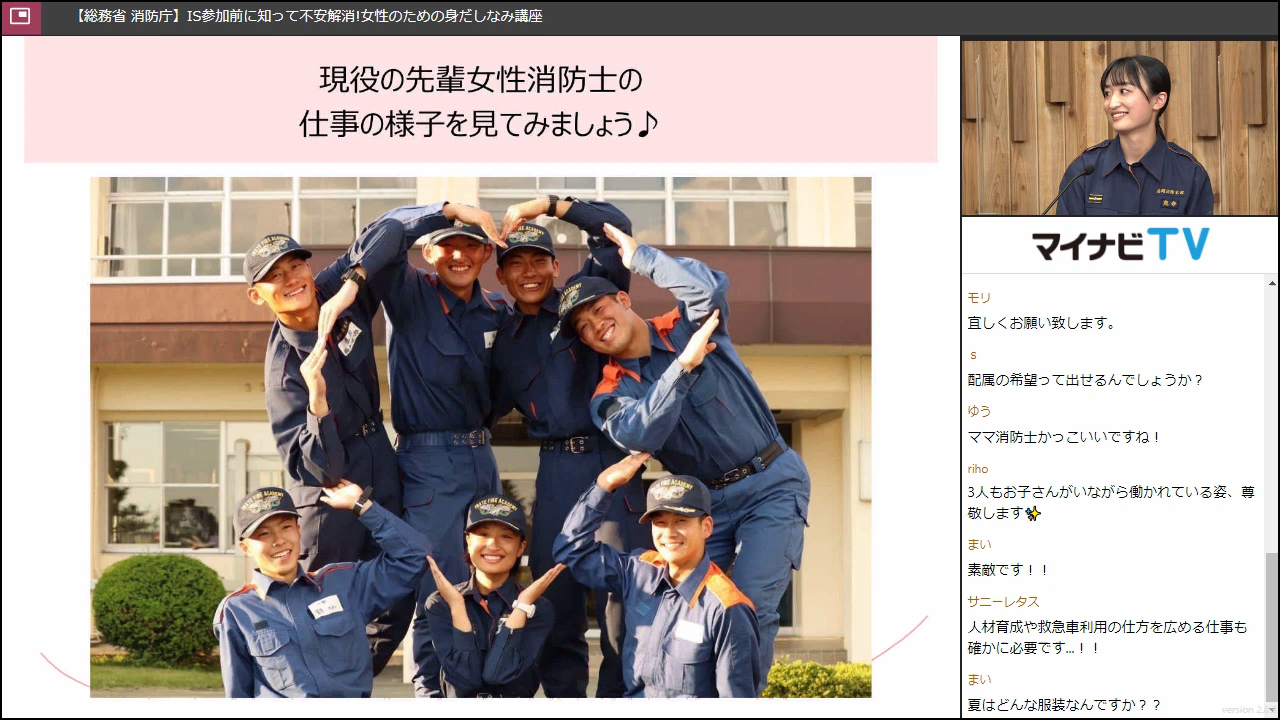 【総務省 消防庁】IS参加前に知って不安解消!女性のための身だしなみ講座
現役の先輩女性消防士の
仕事の様子を見てみましょう♪
マイナビTV
モリ
宜しくお願い致します。
s
配属の希望って出せるんでしょうか？
ゆう
ママ消防士かっこいいですね！
riho
人もお子さんがいながら働かれている姿、尊
敬します
まい
素敵です！！
サニーレタス
人材育成や救急車利用の仕方を広める仕事も
確かに必要です...！！
まい
夏はどんな服装なんですか？？